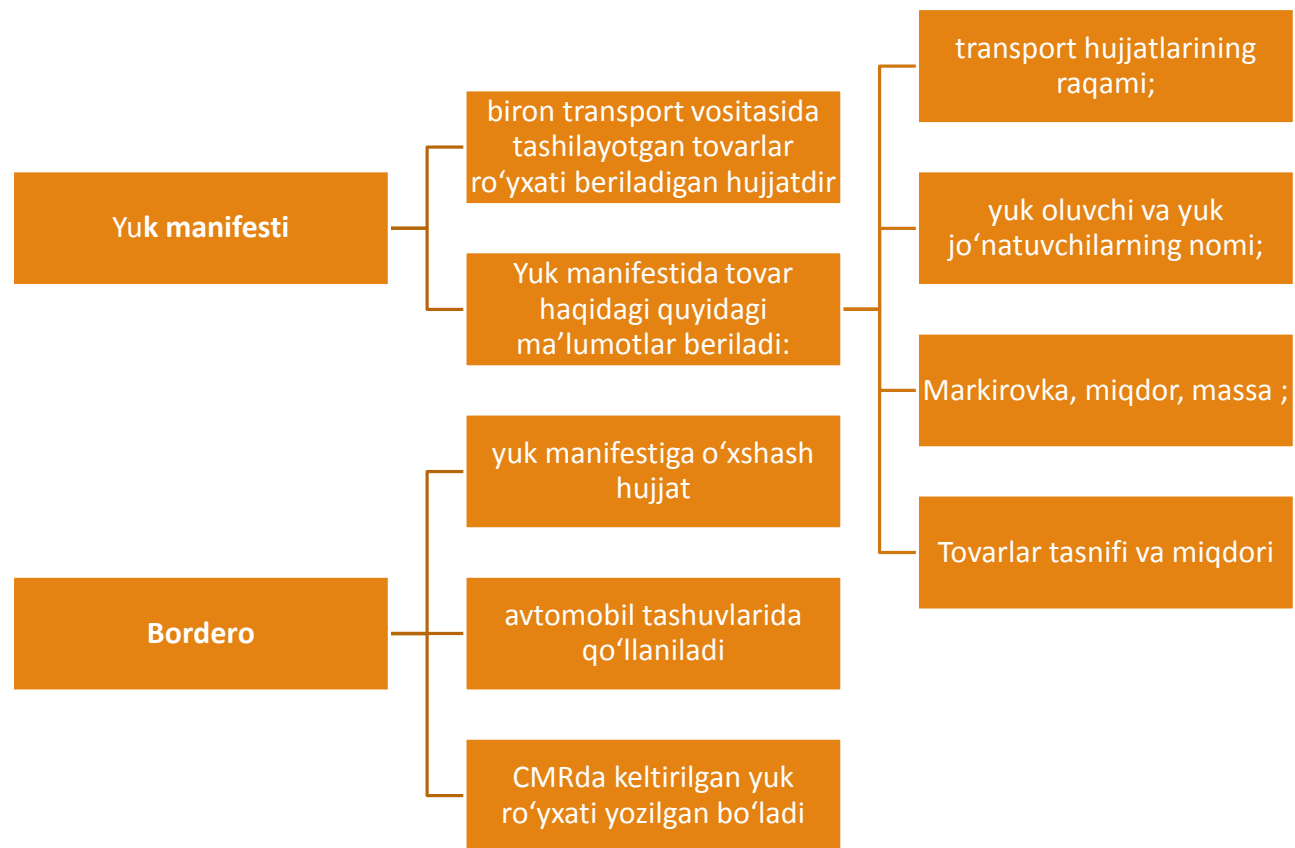 Yuk manifesti
biron transport vositasida
tashilayotgan tovarlar
ro‘yxati beriladigan hujjatdir
Yuk manifestida tovar
haqidagi quyidagi
ma’lumotlar beriladi:
transport hujjatlarining
raqami;
yuk oluvchi va yuk
jo‘natuvchilarning nomi;
Markirovka, miqdor, massa ;
Tovarlar tasnifi va miqdori
Bordero
yuk manifestiga o‘xshash
hujjat
avtomobil tashuvlarida
qo‘llaniladi
CMRda keltirilgan yuk
ro‘yxati yozilgan bo‘ladi